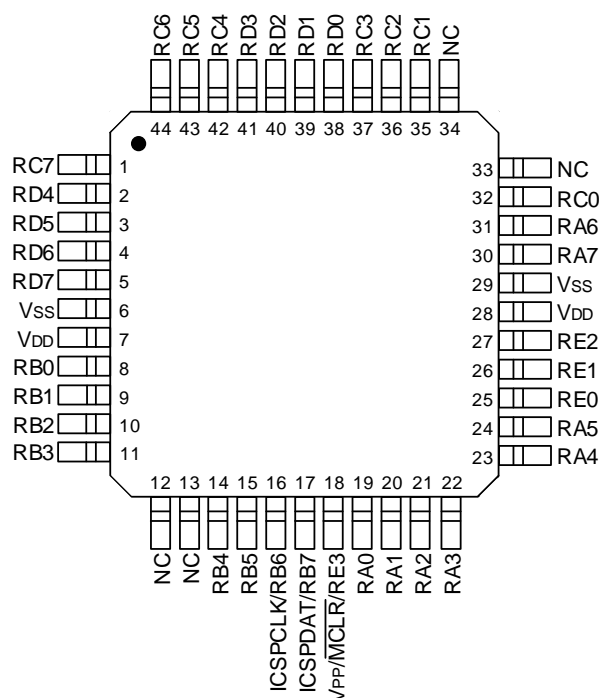 RC6
RC5
RC4
RD3
RD2
RD1
RD0
RC3
RC2
RC1
NC
44
43
42
41
40
39
38
37
36
35
34
RC7 1
RD4 2
RD5 3
RD6 4
RD7 5
VSS 6
VDD 7
RB0 8
RB1 9
RB2 10
RB3 11
33 NC
32 RC0
31 RA6
30 RA7
29 VSS
28 VDD
27 RE2
26 RE1
25 RE0
24 RA5
23 RA4
12
13
14
15
16
17
18
19
20
21
22
NC
NC
RB4
RB5
ICSPCLK/RB6
ICSPDAT/RB7
VPP/MCLR/RE3
RA0
RA1
RA2
RA3